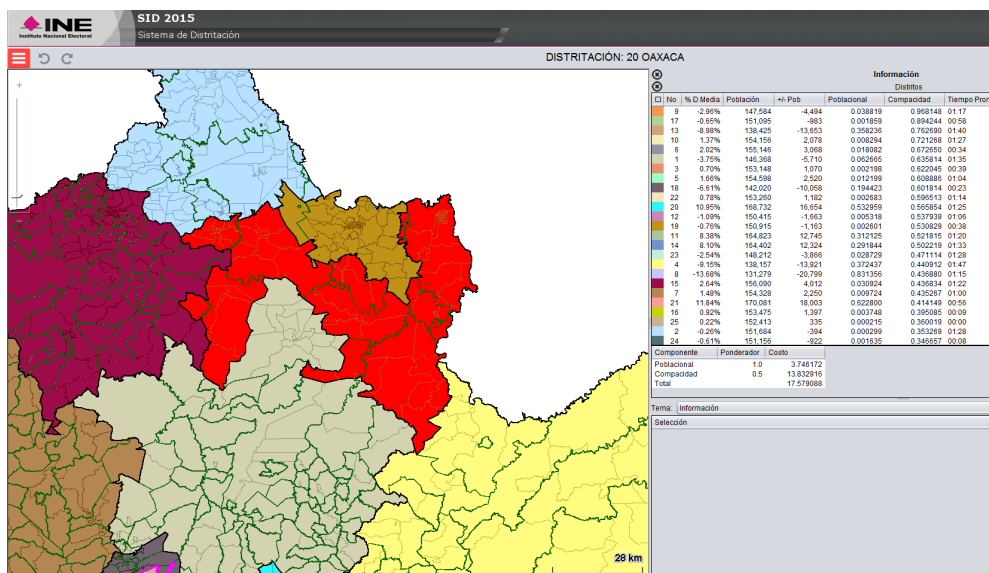 INE
Instituto Nacional Electoral
SID 2015
Sistema de Distritación
DISTRITACIÓN: 20 OAXACA
Información
Distritos
No % D Media Población +/- Pob Poblacional Compacidad Tiempo Pron
9 -2.96% 147,584 -4,494 0.038819 0.968148 01:17
17 -0.65% 151,095 -983 0.001859 0.894244 00:58
13 -8.98% 138,425 -13,653 0.358236 0.762690 01:40
10 1.37% 154,156 2,078 0.008294 0.721268 01:27
6 2.02% 155,146 3,068 0.018082 0.672650 00:34
1 -3.75% 146,368 -5,710 0.062665 0.635814 01:35
3 0.70% 153,148 1,070 0.002198 0.622045 00:39
5 1.66% 154,598 2,520 0.012199 0.608886 01:04
18 -6.61% 142,020 -10,058 0.194423 0.601814 00:23
22 0.78% 153,260 1,182 0.002683 0.596513 01:14
20 10.95% 168,732 16,654 0.532959 0.565854 01:25
12 -1.09% 150,415 -1,663 0.005318 0.537939 01:06
19 -0.76% 150,915 -1,163 0.002601 0.530829 00:38
11 8.38% 164,823 12,745 0.312125 0.521815 01:20
14 8.10% 164,402 12,324 0.291844 0.502219 01:33
23 -2.54% 148,212 -3,866 0.028729 0.471114 01:28
4 -9.15% 138,157 -13,921 0.372437 0.440912 01:47
8 -13.68% 131,279 -20,799 0.831356 0.436880 01:15
15 2.64% 156,090 4,012 0.030924 0.436834 01:22
7 1.48% 154,328 2,250 0.009724 0.435267 01:00
21 11.84% 170,081 18,003 0.622800 0.414449 00:56
16 0.92% 153,475 1,397 0.003748 0.395085 00:09
25 0.22% 152,413 335 0.000215 0.360019 00:00
2 -0.26% 151,684 -394 0.000299 0.353269 01:28
24 -0.61% 151,156 -922 0.001635 0.346657 00:08
Componente Ponderador Costo
Poblacional 1.0 3.746172
Compacidad 0.5 13.832916
Total 17.579088
Tema: Información
Selección
28 km